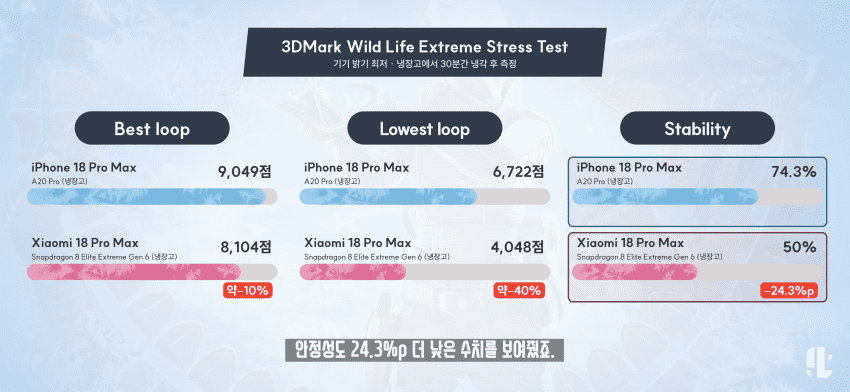 3DMark Wild Life Extreme Stress Test
기기 밝기 최저 · 냉장고에서 30분간 냉각 후 측정
Best loop
iPhone 18 Pro Max
9,049점
A20 Pro (냉장고)
Xiaomi 18 Pro Max
8,104점
Snapdragon 8 Elite Extreme Gen 6 (냉장고)
약-10%
Lowest loop
iPhone 18 Pro Max
6,722점
A20 Pro (냉장고)
Xiaomi 18 Pro Max
4,048점
Snapdragon 8 Elite Extreme Gen 6 (냉장고)
약-40%
Stability
iPhone 18 Pro Max
74.3%
A20 Pro (냉장고)
Xiaomi 18 Pro Max
50%
Snapdragon 8 Elite Extreme Gen 6 (냉장고)
-24.3%p
안정성도 24.3%p 더 낮은 수치를 보여줬죠.